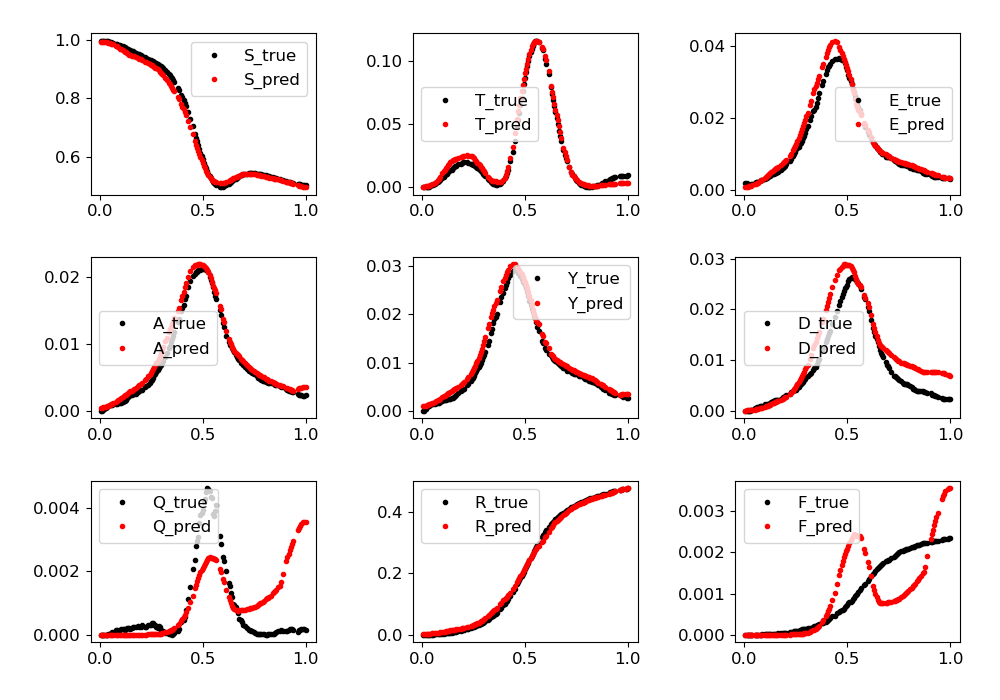 1.0
0.8
0.6
S_true
S_pred
0.0 0.5 1.0
0.10
0.05
0.00
T_true
T_pred
0.0 0.5 1.0
0.04
0.02
0.00
E_true
E_pred
0.0 0.5 1.0
0.02
0.01
0.00
A_true
A_pred
0.0 0.5 1.0
0.03
0.02
0.01
0.00
Y_true
Y_pred
0.0 0.5 1.0
0.03
0.02
0.01
0.00
D_true
D_pred
0.0 0.5 1.0
0.004
0.002
0.000
Q_true
Q_pred
0.0 0.5 1.0
0.4
0.2
0.0
R_true
R_pred
0.0 0.5 1.0
0.003
0.002
0.001
0.000
F_true
F_pred
0.0 0.5 1.0